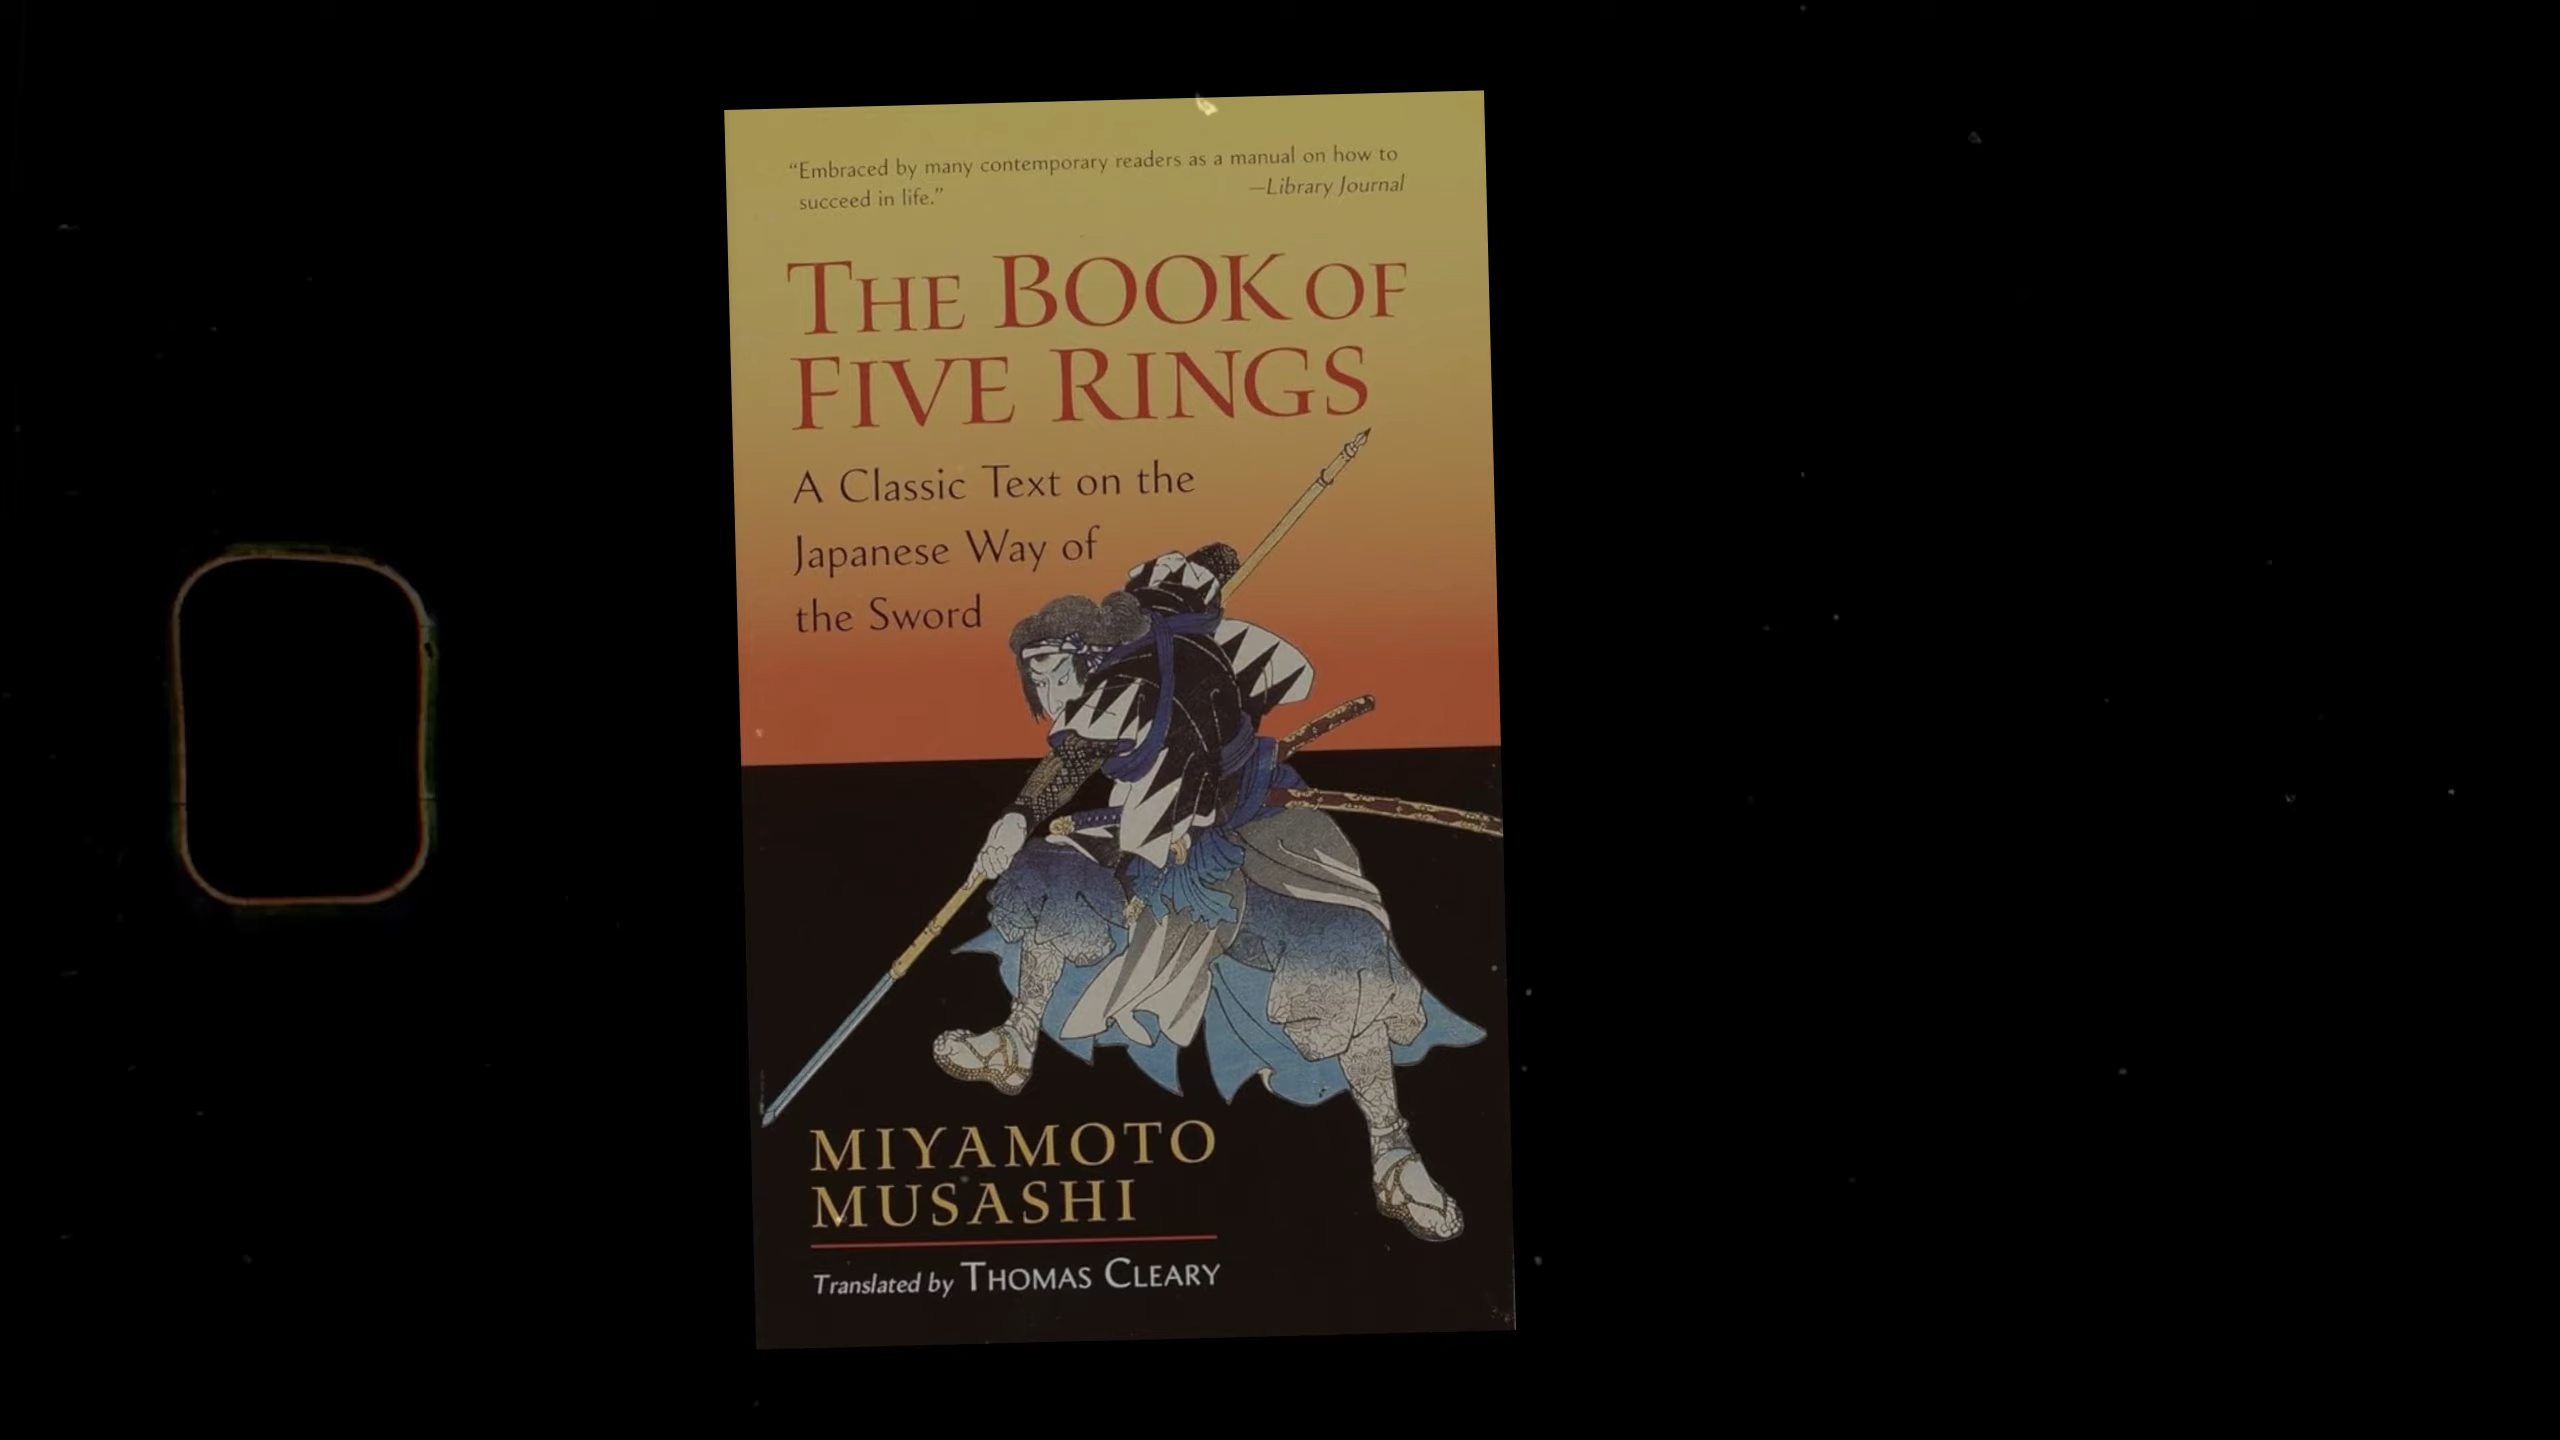 “Embraced by many contemporary readers as a manual on how to
succeed in life.”
—Library Journal
THE BOOK OF
FIVE RINGS
A Classic Text on the
Japanese Way of
the Sword
MIYAMOTO
MUSASHI
Translated by THOMAS CLEARY